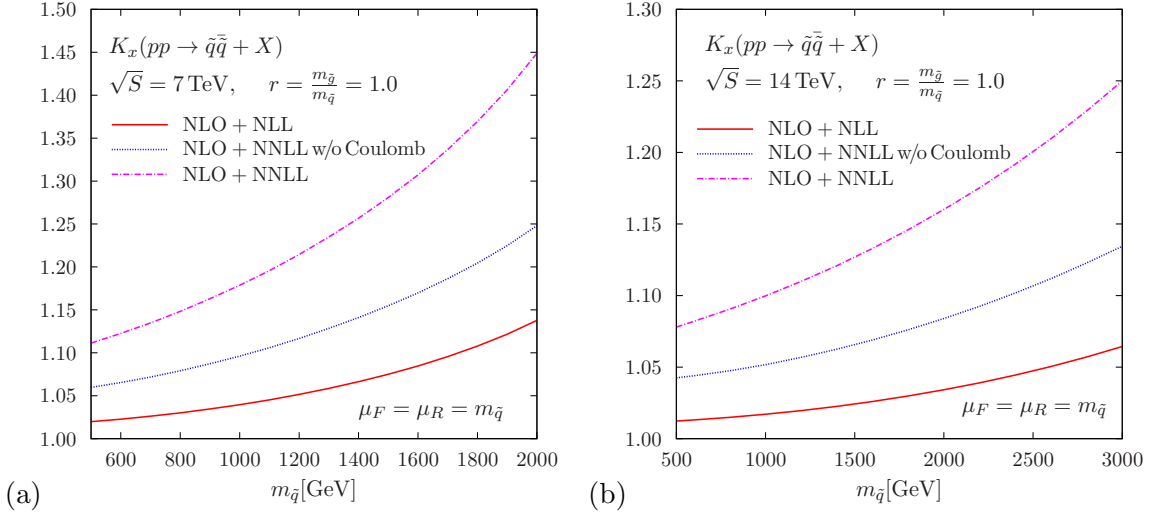 1.50
1.45
1.40
1.35
1.30
1.25
1.20
1.15
1.10
1.05
1.00
K_x(pp → q̃q̃̄ + X)
√S = 7 TeV, r = m_g̃/m_q̃ = 1.0
NLO + NLL
NLO + NNLL w/o Coulomb
NLO + NNLL
μ_F = μ_R = m_q̃
600 800 1000 1200 1400 1600 1800 2000
m_q̃[GeV]
(a)
1.30
1.25
1.20
1.15
1.10
1.05
1.00
K_x(pp → q̃q̃̄ + X)
√S = 14 TeV, r = m_g̃/m_q̃ = 1.0
NLO + NLL
NLO + NNLL w/o Coulomb
NLO + NNLL
μ_F = μ_R = m_q̃
500 1000 1500 2000 2500 3000
m_q̃[GeV]
(b)